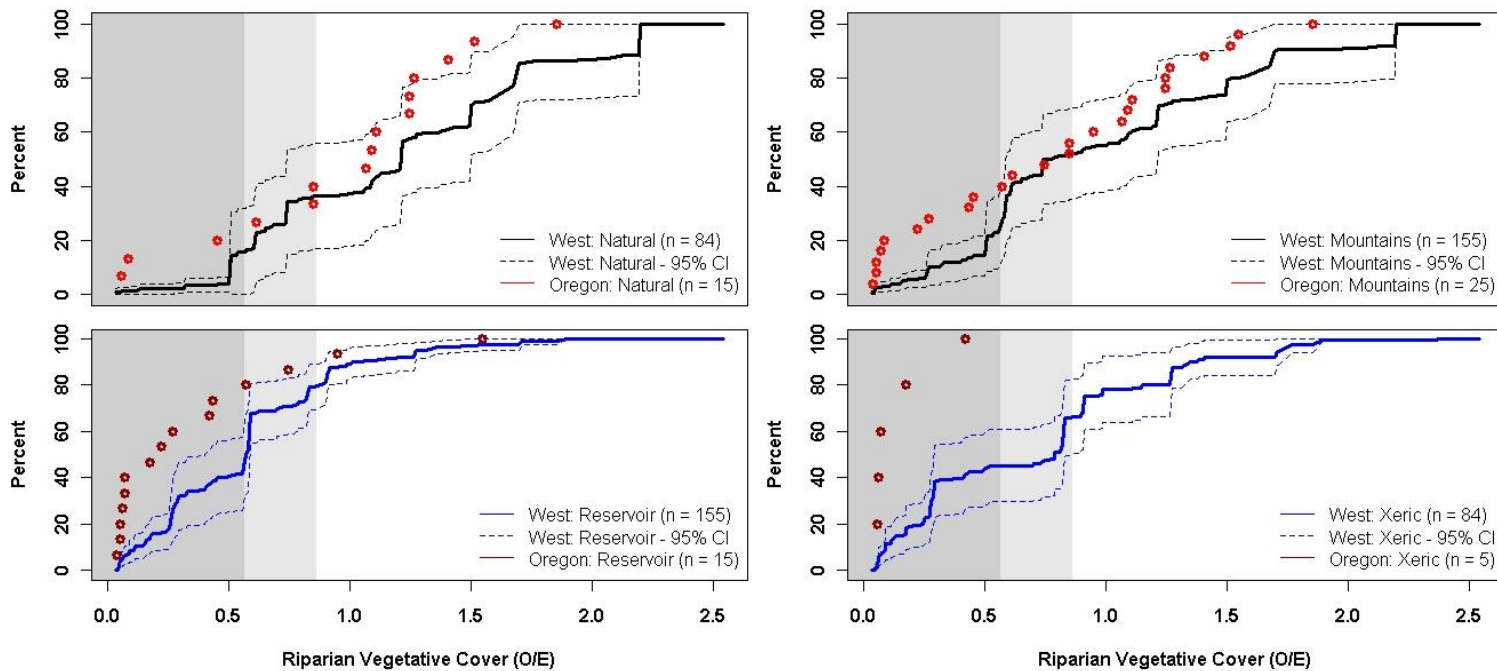 100
80
60
40
20
0
Percent
West: Natural (n = 84)
West: Natural - 95% CI
Oregon: Natural (n = 15)
100
80
60
40
20
0
Percent
West: Mountains (n = 155)
West: Mountains - 95% CI
Oregon: Mountains (n = 25)
100
80
60
40
20
0
Percent
West: Reservoir (n = 155)
West: Reservoir - 95% CI
Oregon: Reservoir (n = 15)
0.0 0.5 1.0 1.5 2.0 2.5
Riparian Vegetative Cover (O/E)
100
80
60
40
20
0
Percent
West: Xeric (n = 84)
West: Xeric - 95% CI
Oregon: Xeric (n = 5)
0.0 0.5 1.0 1.5 2.0 2.5
Riparian Vegetative Cover (O/E)